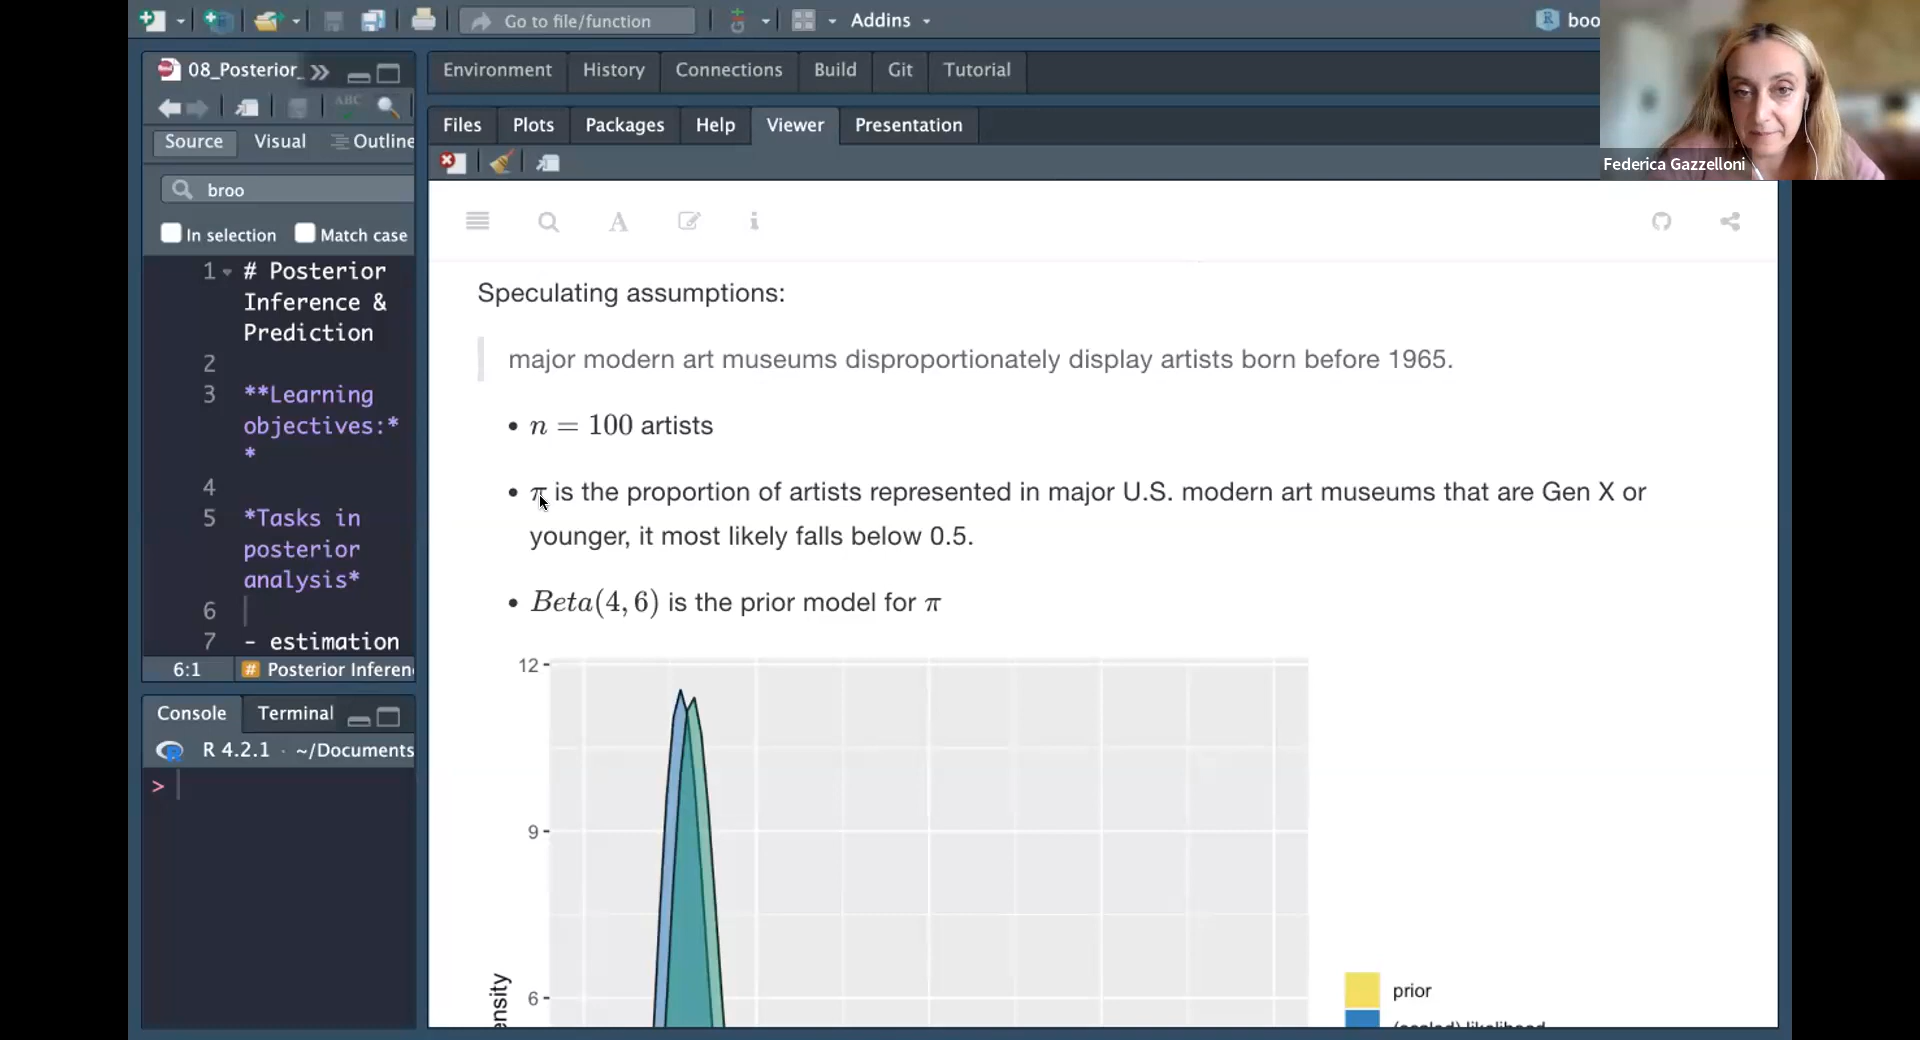 Go to file/function
Addins
boo
08_Posterior_
Environment
History
Connections
Build
Git
Tutorial
ABC
Files
Plots
Packages
Help
Viewer
Presentation
Source
Visual
Outline
Federica Gazzelloni
broo
In selection
Match case
A
i
1 # Posterior
Inference &
Prediction
2
3 **Learning
objectives:*
*
4
5 *Tasks in
posterior
analysis*
6
7 - estimation
6:1
# Posterior Inferen
Console
Terminal
R 4.2.1 · ~/Documents
>
Speculating assumptions:
major modern art museums disproportionately display artists born before 1965.
• n = 100 artists
• π is the proportion of artists represented in major U.S. modern art museums that are Gen X or
younger, it most likely falls below 0.5.
• Beta(4, 6) is the prior model for π
12
9
6
ensity
prior
(scaled) likelihood